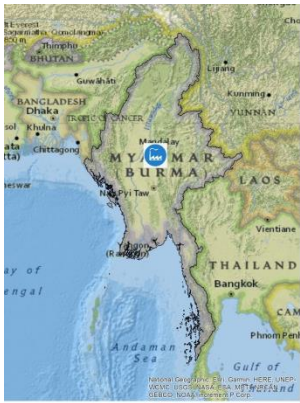 Thimphu
BHUTAN
Guwāhāti
Lijiang
Kunming
YUNNAN
BANGLADESH
Dhaka
TROPIC OF CANCER
Khulna
Chittagong
Mandalay
MYANMAR
(BURMA)
LAOS
Nay Pyi Taw
Vientiane
Yangon
(Rangoon)
THAILAND
Bangkok
Phnom Penh
Andaman
Sea
Gulf of
Thailand
National Geographic, Esri, Garmin, HERE, UNEP-
WCMC, USGS, NASA, ESA, METI, NRCAN,
GEBCO, NOAA, increment P Corp.